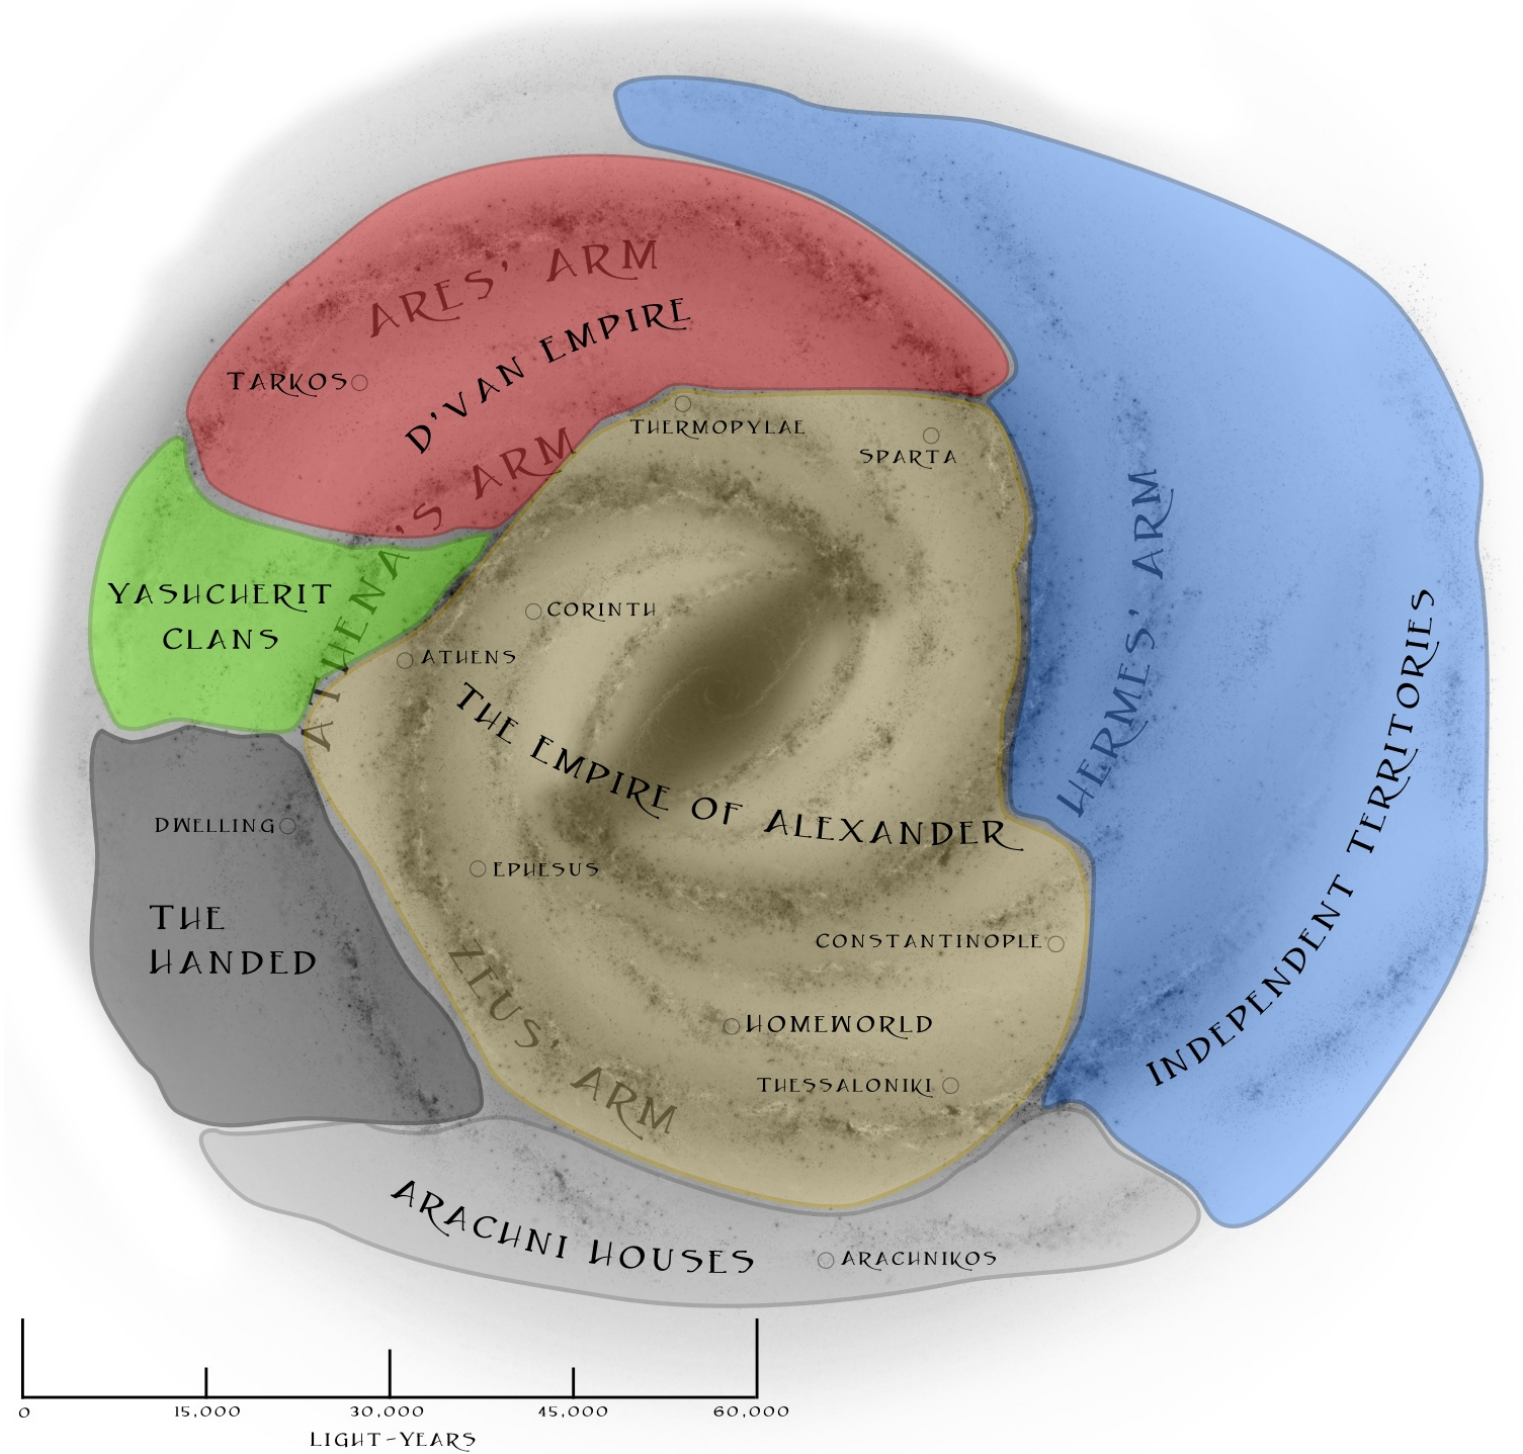 ARES' ARM
D'VAN EMPIRE
TARKOS
THERMOPYLAE
SPARTA
ATHENA'S ARM
HERMES' ARM
YASHCHERIT
CLANS
CORINTH
ATHENS
INDEPENDENT TERRITORIES
THE EMPIRE OF ALEXANDER
DWELLING
EPHESUS
THE
HANDED
ZEUS' ARM
CONSTANTINOPLE
HOMEWORLD
THESSALONIKI
ARACHNI HOUSES
ARACHNIKOS
0 15,000 30,000 45,000 60,000
LIGHT-YEARS